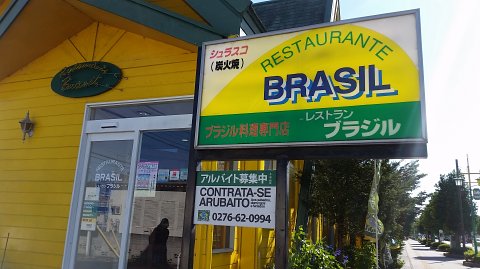 シュラスコ
(炭火焼)
RESTAURANTE
BRASIL
レストラン
ブラジル料理専門店
ブラジル
アルバイト募集中
CONTRATA-SE
ARUBAITO
0276-62-0994
RESTAURANTE
BRASIL